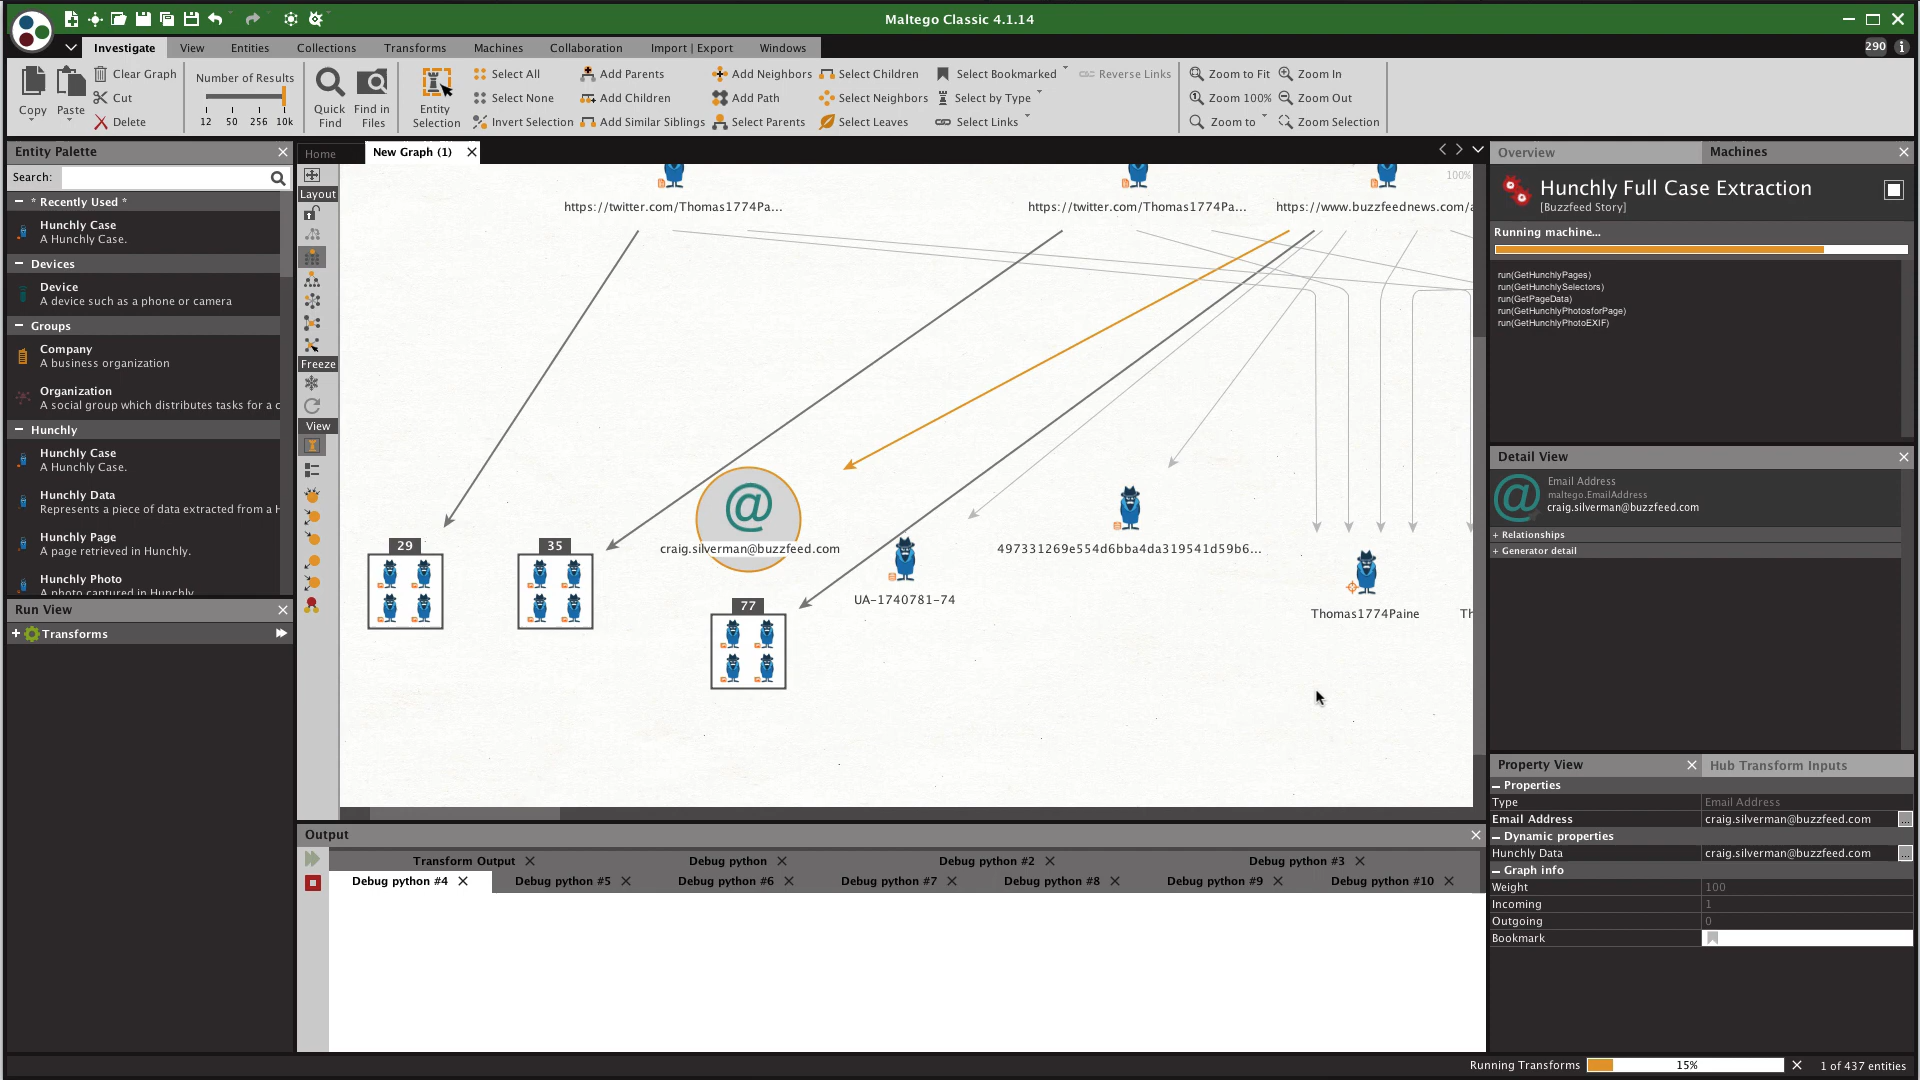 Maltego Classic 4.1.14
Investigate View Entities Collections Transforms Machines Collaboration Import | Export Windows 290
Copy
Paste
Clear Graph
Cut
Delete
Number of Results
12 50 256 10k
Quick Find
Find in Files
Entity Selection
Select All
Select None
Invert Selection
Add Parents
Add Children
Add Similar Siblings
Add Neighbors
Add Path
Select Parents
Select Children
Select Neighbors
Select Leaves
Select Bookmarked
Select by Type
Select Links
Reverse Links
Zoom to Fit
Zoom 100%
Zoom to
Zoom In
Zoom Out
Zoom Selection
Entity Palette
Search:
* Recently Used *
Hunchly Case
A Hunchly Case.
Devices
Device
A device such as a phone or camera
Groups
Company
A business organization
Organization
A social group which distributes tasks for a c
Hunchly
Hunchly Case
A Hunchly Case.
Hunchly Data
Represents a piece of data extracted from a H
Hunchly Page
A page retrieved in Hunchly.
Hunchly Photo
A photo captured in Hunchly
Run View
+ Transforms
Home New Graph (1)
Layout
Freeze
View
100%
https://twitter.com/Thomas1774Pa...
https://twitter.com/Thomas1774Pa...
https://www.buzzfeednews.com/a
29
35
@
craig.silverman@buzzfeed.com
77
UA-1740781-74
497331269e554d6bba4da319541d59b6...
Thomas1774Paine
Th
Output
Transform Output Debug python Debug python #2 Debug python #3
Debug python #4 Debug python #5 Debug python #6 Debug python #7 Debug python #8 Debug python #9 Debug python #10
Overview Machines
Hunchly Full Case Extraction
[Buzzfeed Story]
Running machine...
run(GetHunchlyPages)
run(GetHunchlySelectors)
run(GetPageData)
run(GetHunchlyPhotosforPage)
run(GetHunchlyPhotoEXIF)
Detail View
@
Email Address
maltego.EmailAddress
craig.silverman@buzzfeed.com
+ Relationships
+ Generator detail
Property View Hub Transform Inputs
Properties
Type Email Address
Email Address craig.silverman@buzzfeed.com ...
Dynamic properties
Hunchly Data craig.silverman@buzzfeed.com ...
Graph info
Weight 100
Incoming 1
Outgoing 0
Bookmark
Running Transforms 15% 1 of 437 entities